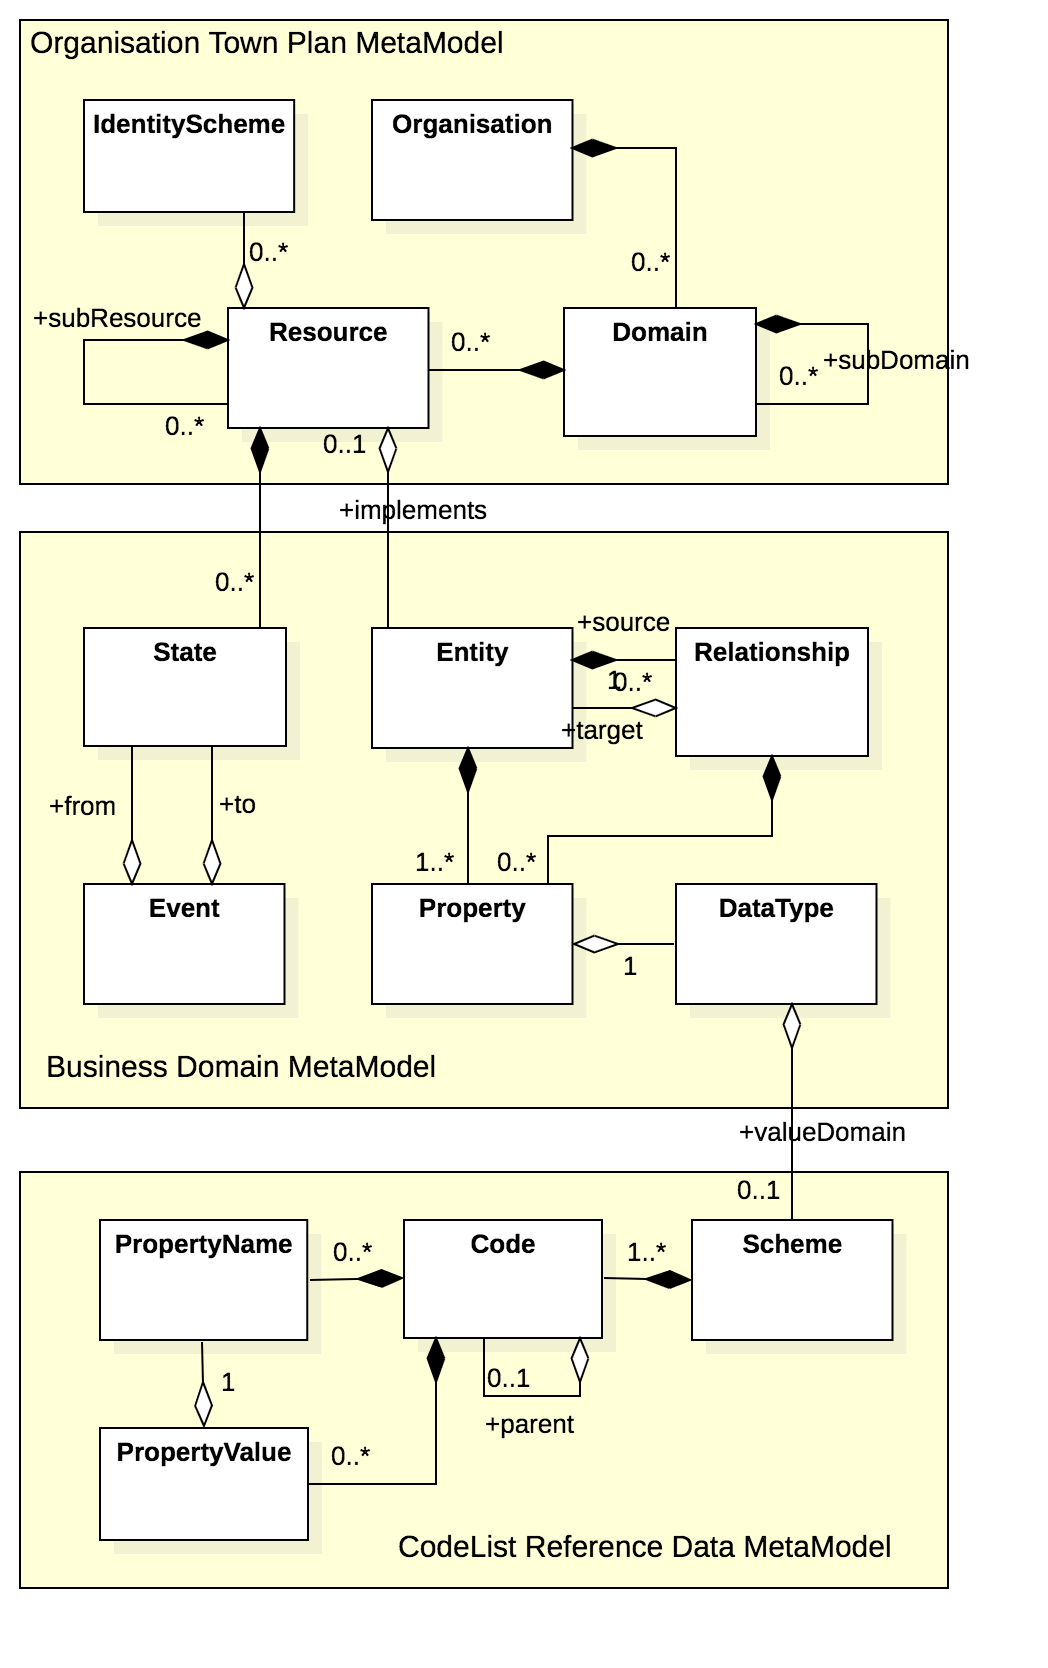 Organisation Town Plan MetaModel
IdentityScheme
Organisation
0..*
0..*
+subResource
Resource
0..*
Domain
+subDomain
0..*
0..*
0..1
+implements
0..*
State
Entity
+source
Relationship
1
0..*
+target
+from
+to
1..*
0..*
Event
Property
DataType
1
Business Domain MetaModel
+valueDomain
0..1
PropertyName
0..*
Code
1..*
Scheme
1
0..1
+parent
PropertyValue
0..*
CodeList Reference Data MetaModel